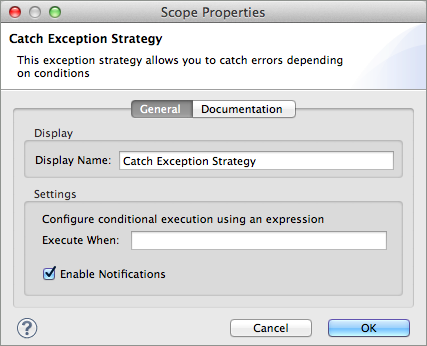 Scope Properties
Catch Exception Strategy
This exception strategy allows you to catch errors depending
on conditions
General Documentation
Display
Display Name: Catch Exception Strategy
Settings
Configure conditional execution using an expression
Execute When:
Enable Notifications
? Cancel OK